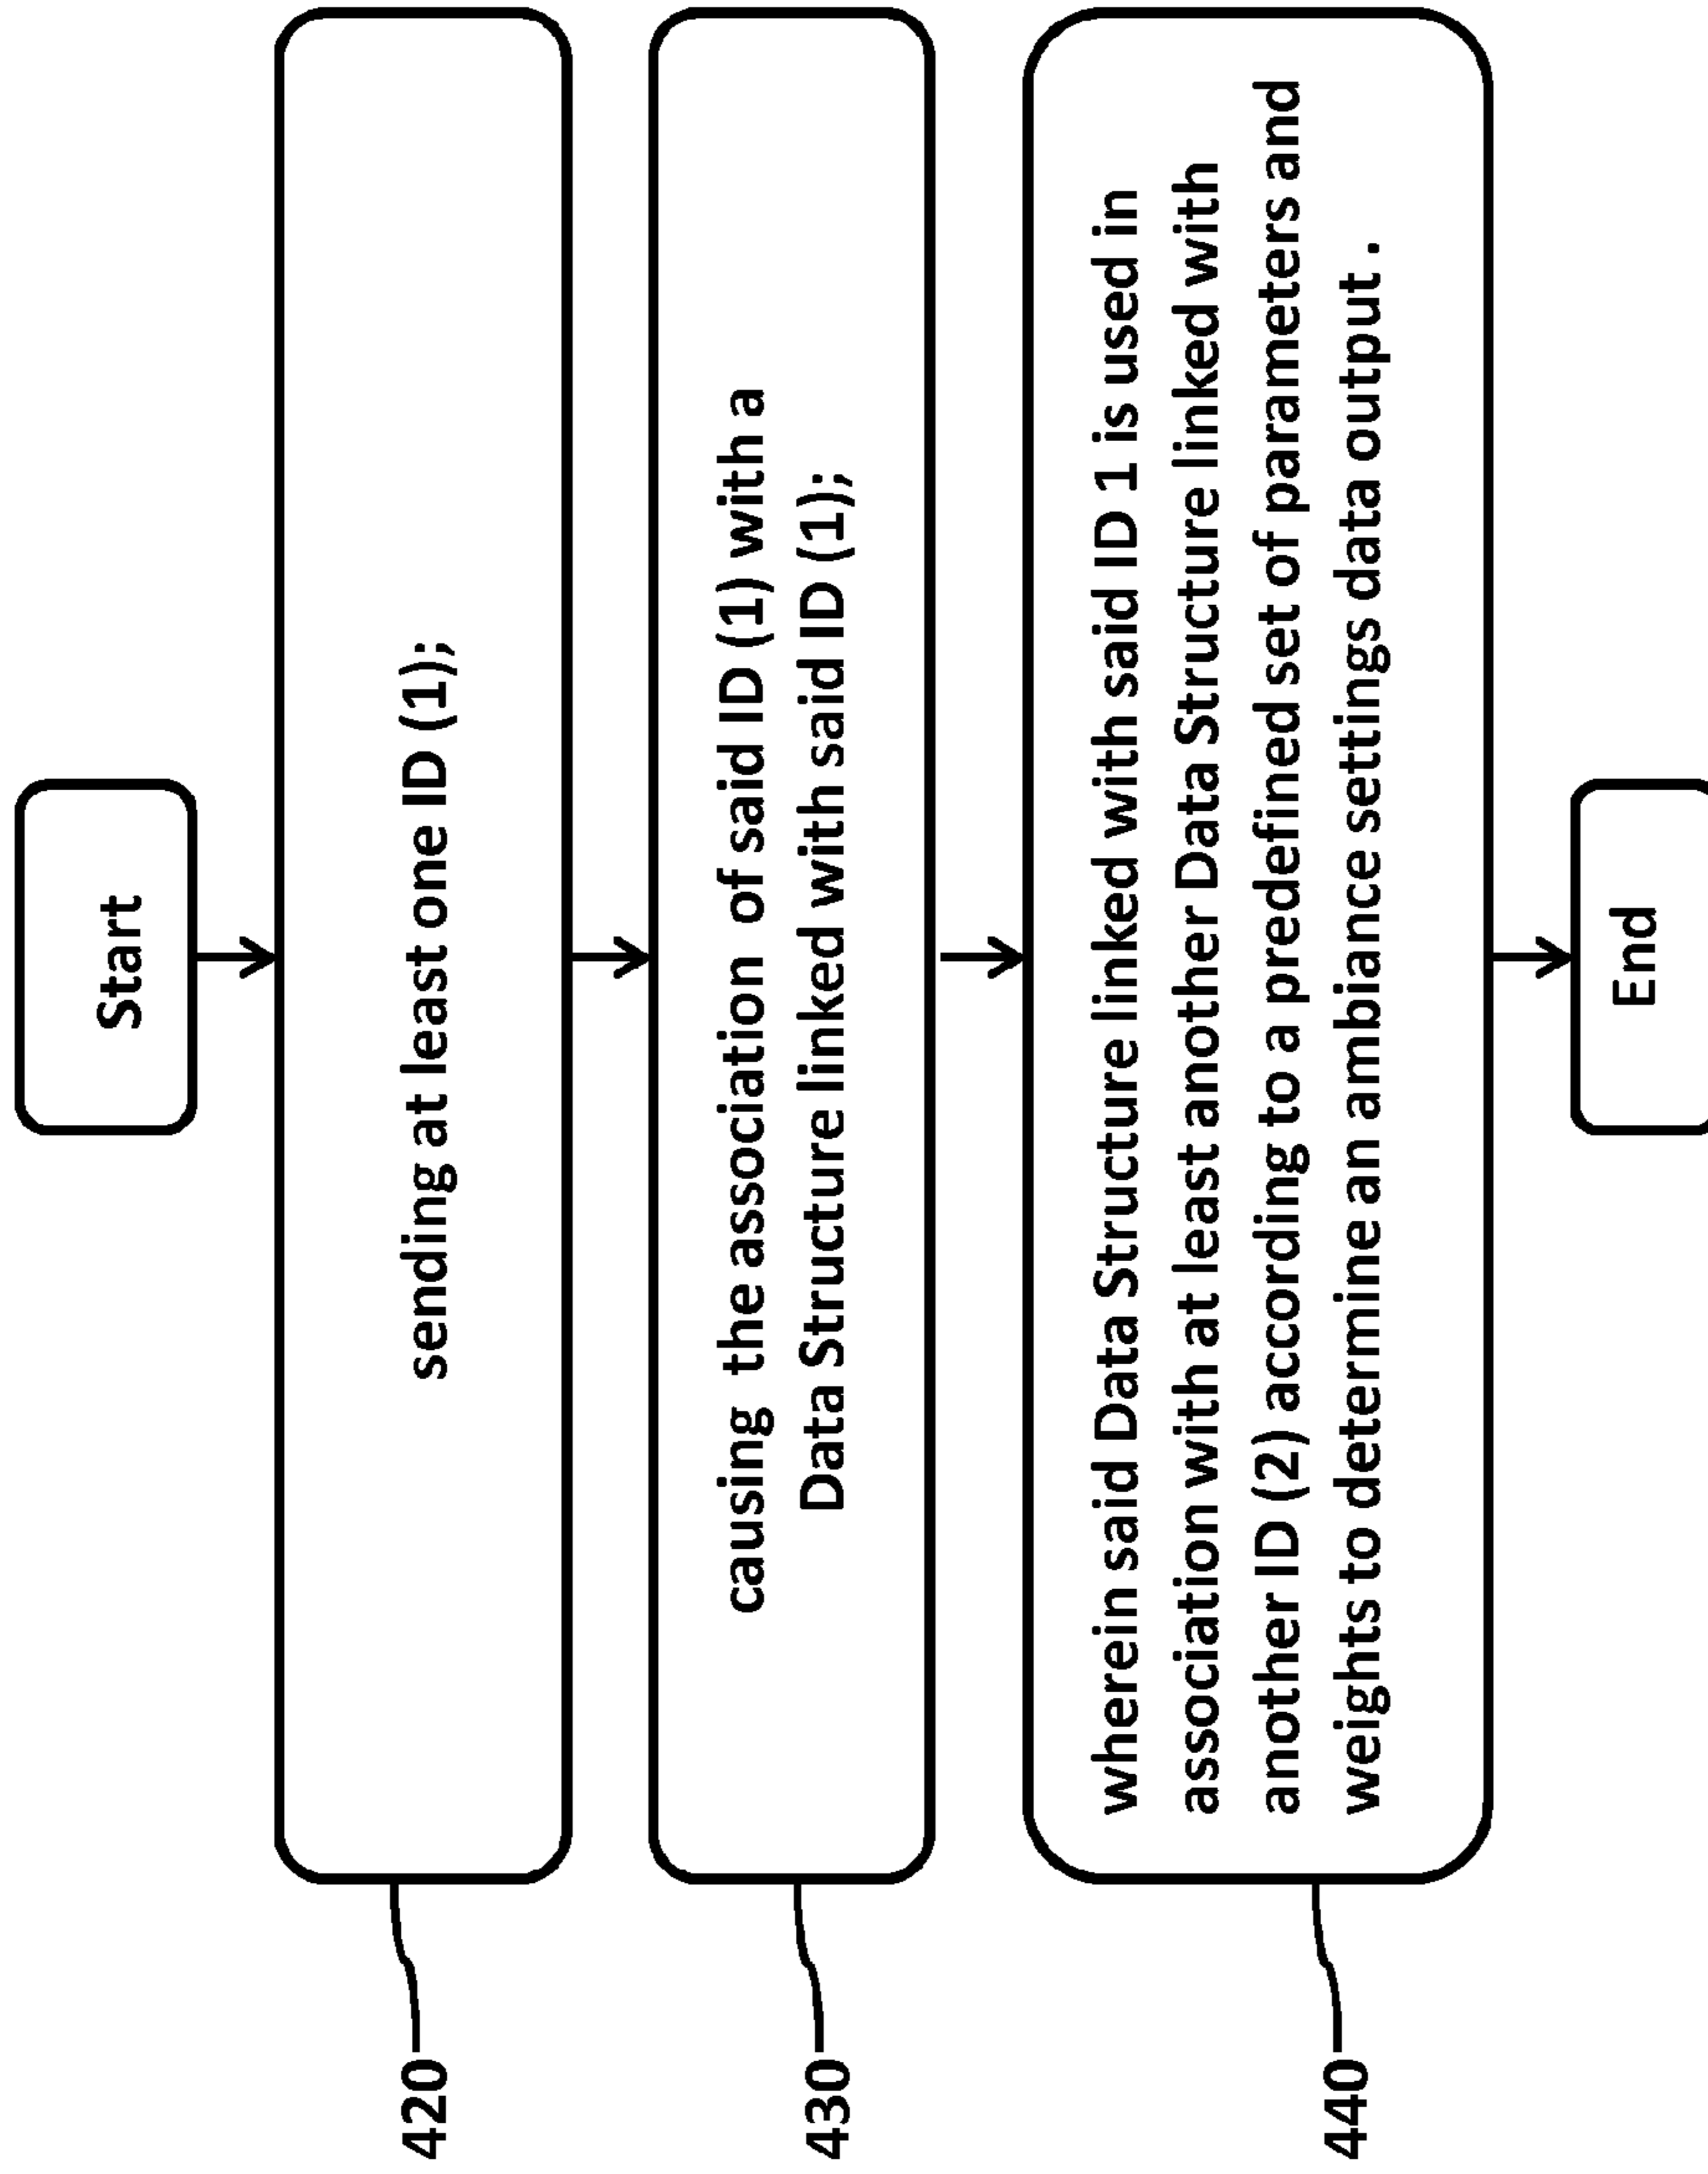 Start
420
sending at least one ID (1);
430
causing the association of said ID (1) with a
Data Structure linked with said ID (1);
440
wherein said Data Structure linked with said ID 1 is used in
association with at least another Data Structure linked with
another ID (2) according to a predefined set of parameters and
weights to determine an ambiance settings data output .
End